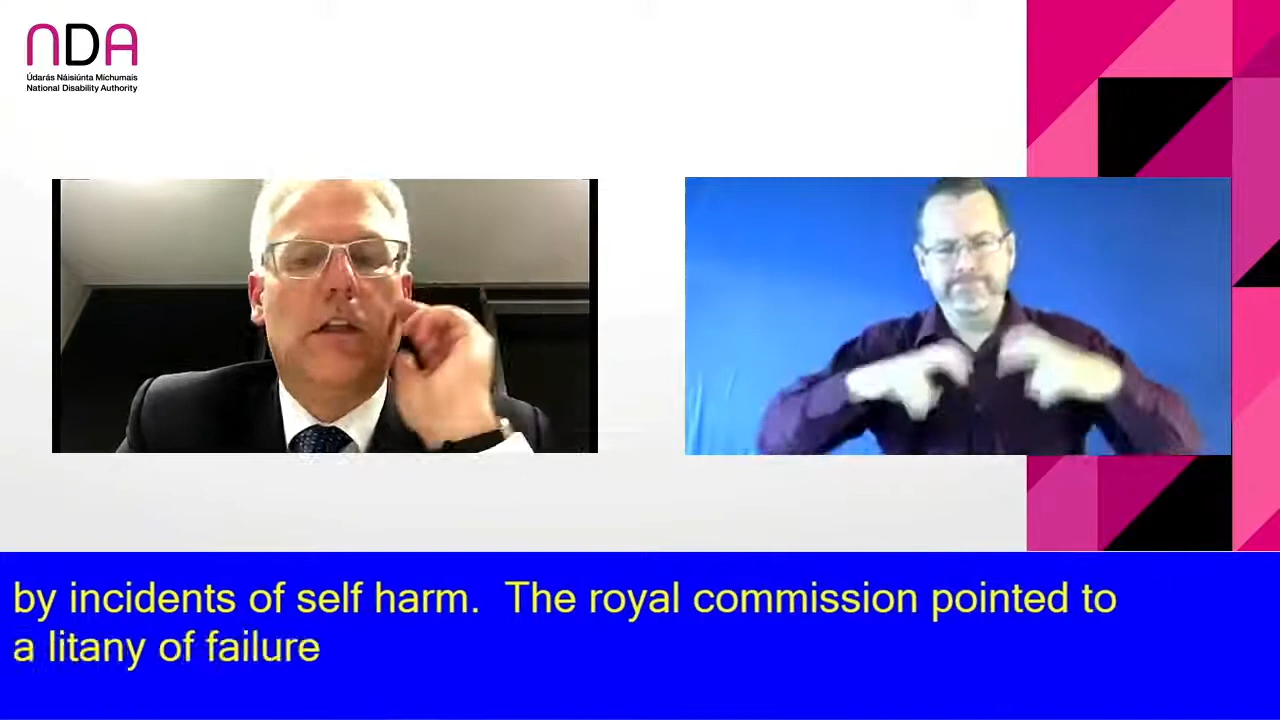 NDA
Údarás Náisiúnta Míchumais
National Disability Authority
by incidents of self harm.  The royal commission pointed to
a litany of failure